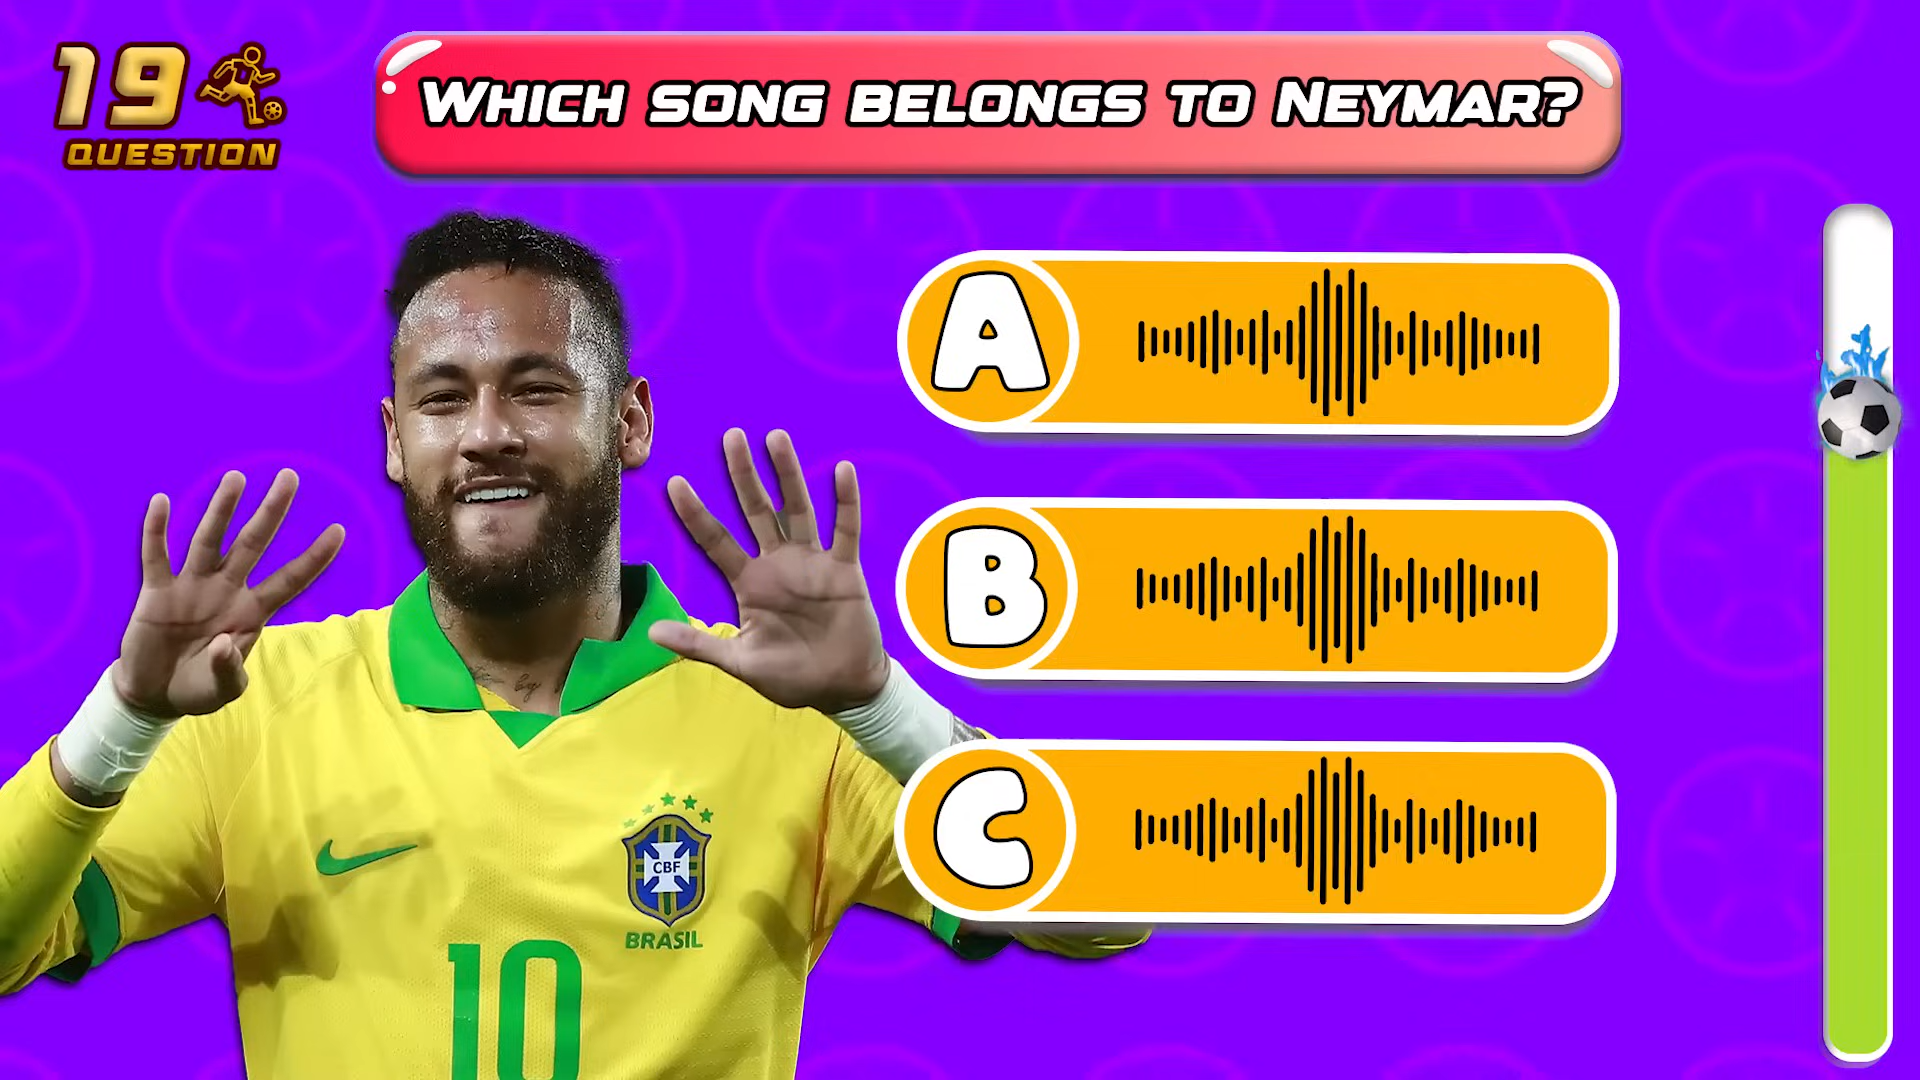 19
QUESTION
WHICH SONG BELONGS TO NEYMAR?
A
B
C
CBF
BRASIL
10